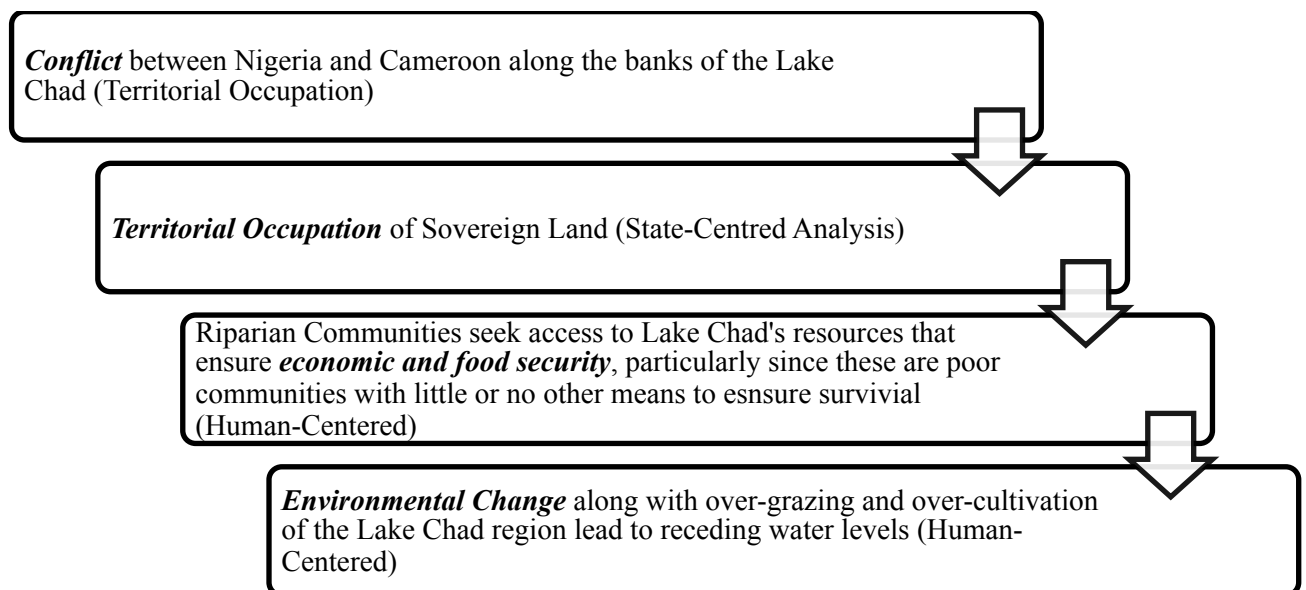 Conflict between Nigeria and Cameroon along the banks of the Lake
Chad (Territorial Occupation)
Territorial Occupation of Sovereign Land (State-Centred Analysis)
Riparian Communities seek access to Lake Chad's resources that
ensure economic and food security, particularly since these are poor
communities with little or no other means to esnsure survivial
(Human-Centered)
Environmental Change along with over-grazing and over-cultivation
of the Lake Chad region lead to receding water levels (Human-
Centered)